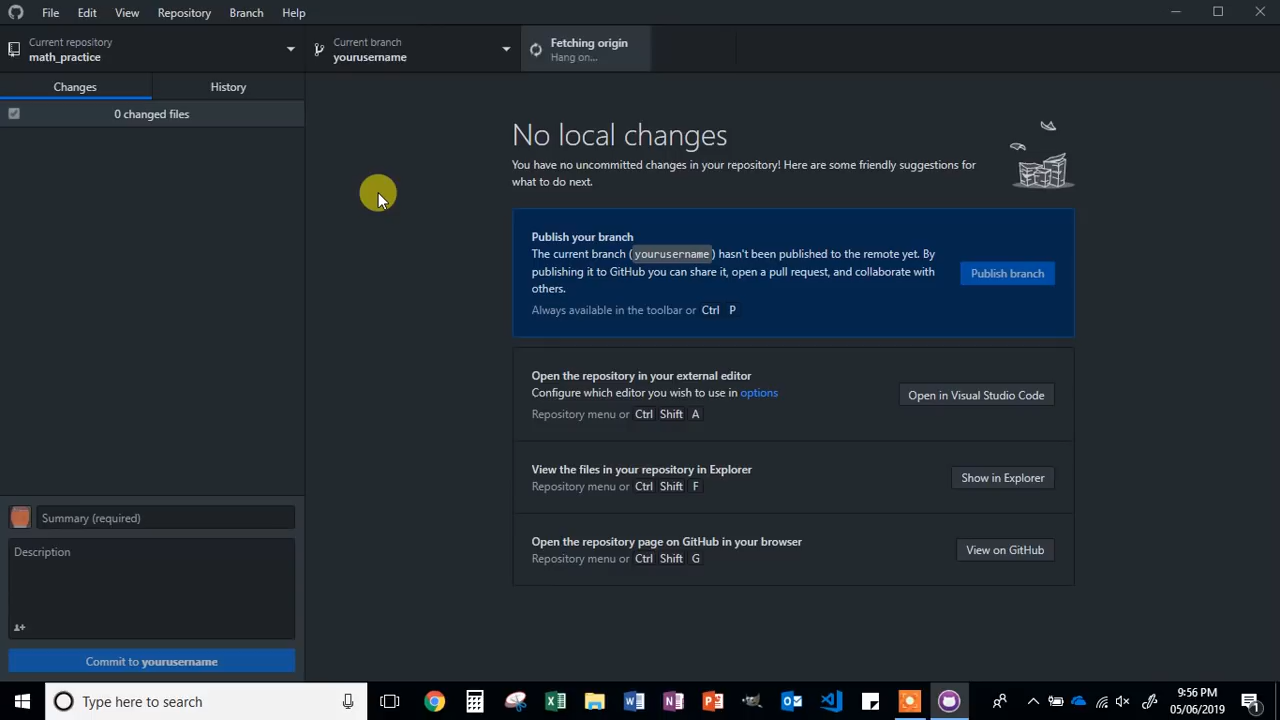 File Edit View Repository Branch Help
Current repository
math_practice
Current branch
yourusername
Fetching origin
Hang on...
Changes History
0 changed files
No local changes
You have no uncommitted changes in your repository! Here are some friendly suggestions for
what to do next.
Publish your branch
The current branch ( yourusername ) hasn't been published to the remote yet. By
publishing it to GitHub you can share it, open a pull request, and collaborate with
others.
Always available in the toolbar or Ctrl P
Publish branch
Open the repository in your external editor
Configure which editor you wish to use in options
Repository menu or Ctrl Shift A
Open in Visual Studio Code
View the files in your repository in Explorer
Repository menu or Ctrl Shift F
Show in Explorer
Open the repository page on GitHub in your browser
Repository menu or Ctrl Shift G
View on GitHub
Summary (required)
Description
Commit to yourusername
Type here to search
9:56 PM
05/06/2019